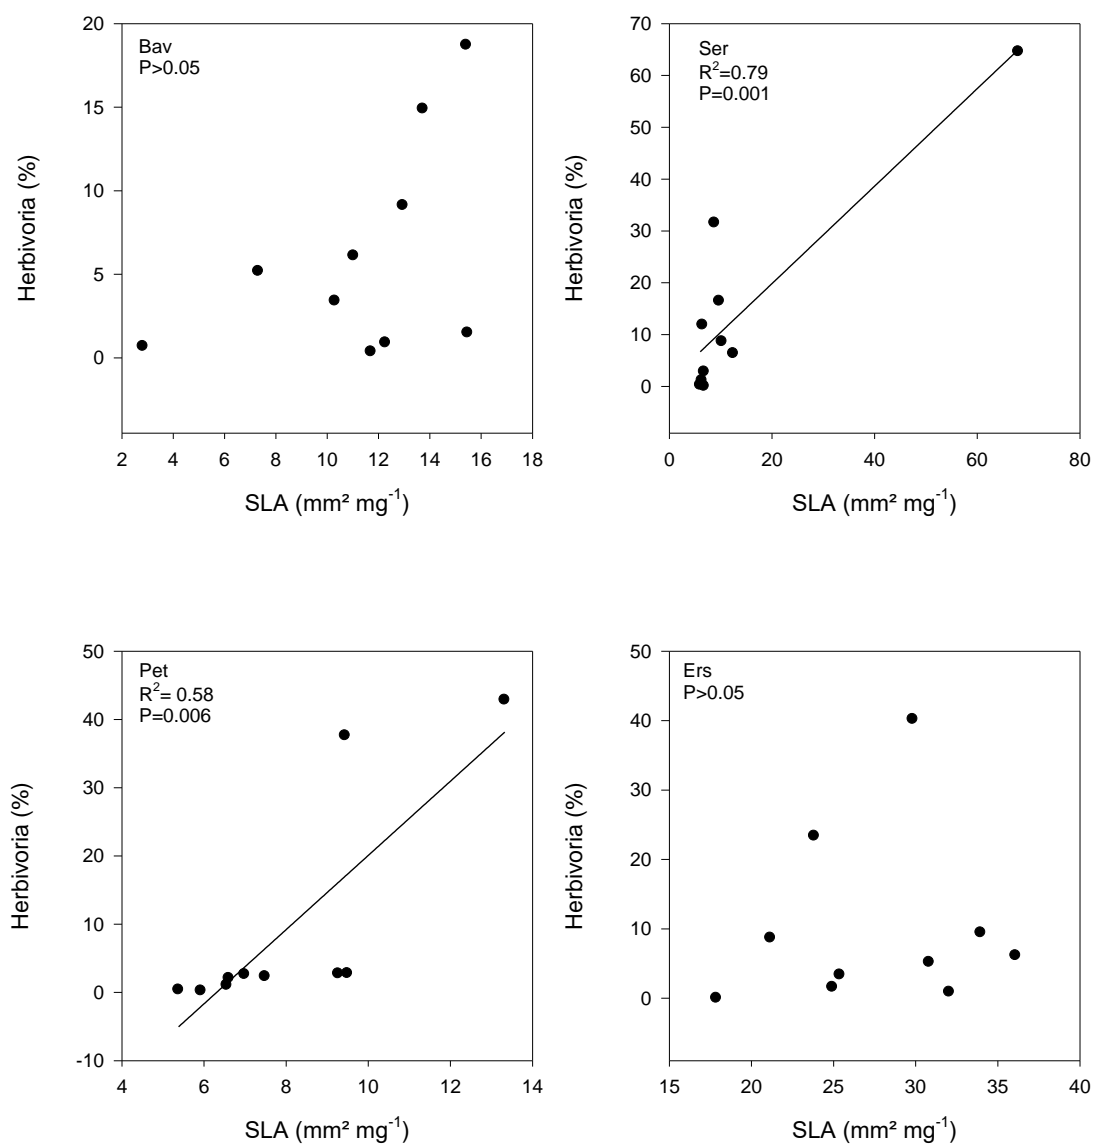 Bav
P>0.05
20
15
10
5
0
Herbivoria (%)
2 4 6 8 10 12 14 16 18
SLA (mm² mg⁻¹)
Ser
R²=0.79
P=0.001
70
60
50
40
30
20
10
0
Herbivoria (%)
0 20 40 60 80
SLA (mm² mg⁻¹)
Pet
R²= 0.58
P=0.006
50
40
30
20
10
0
-10
Herbivoria (%)
4 6 8 10 12 14
SLA (mm² mg⁻¹)
Ers
P>0.05
50
40
30
20
10
0
Herbivoria (%)
15 20 25 30 35 40
SLA (mm² mg⁻¹)